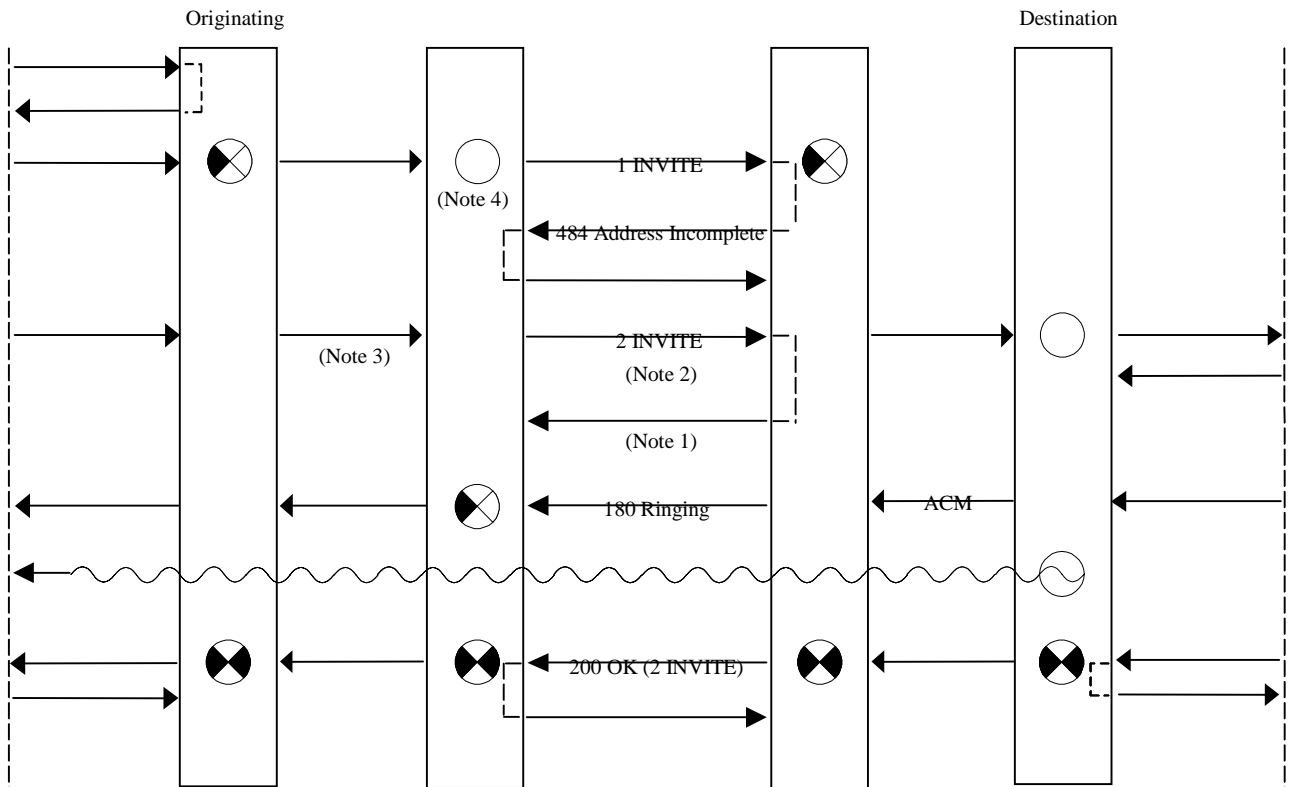 Originating
Destination
1 INVITE
(Note 4)
484 Address Incomplete
2 INVITE
(Note 3)
(Note 2)
(Note 1)
180 Ringing
ACM
200 OK (2 INVITE)